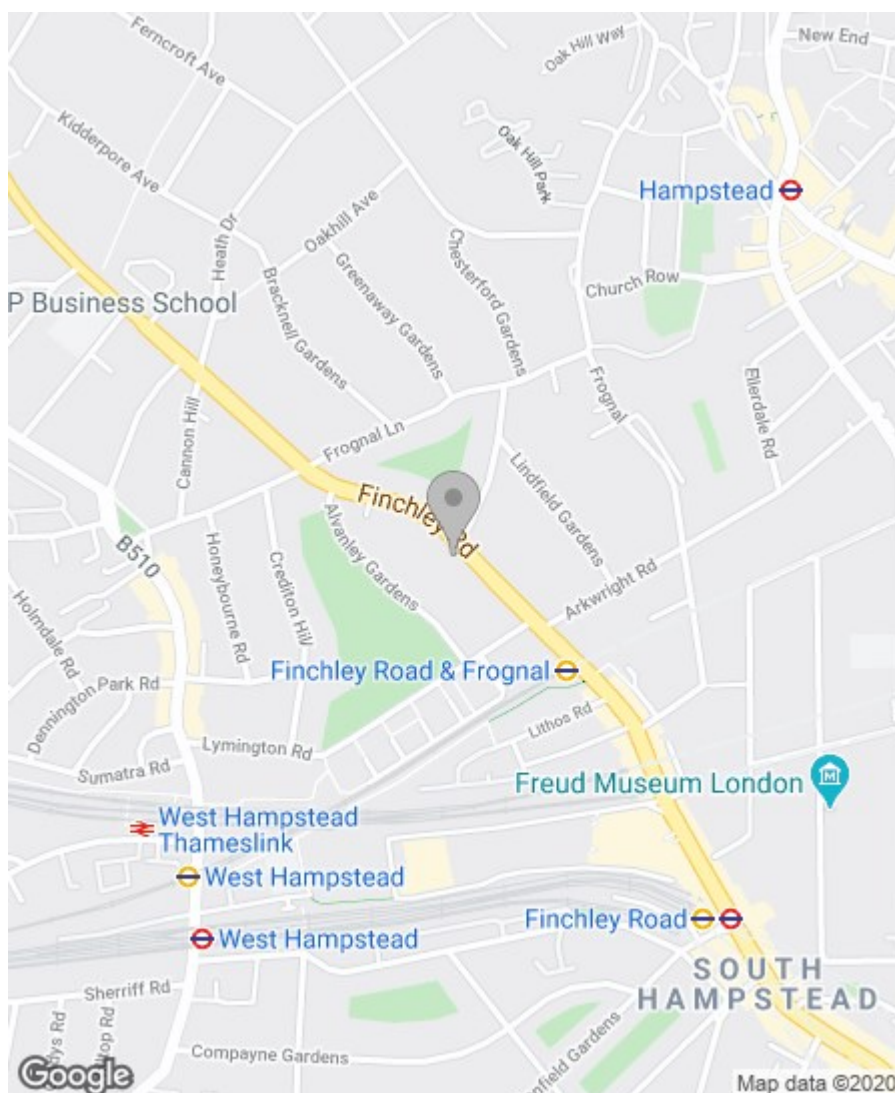 Ferncroft Ave
Oak Hill Way
New End
Kidderpore Ave
Oak Hill Park
Hampstead
Heath Dr
Oakhill Ave
Chesterford Gardens
Greenaway Gardens
Bracknell Gardens
Church Row
P Business School
Frognal
Ellerdale Rd
Cannon Hill
Frognal Ln
Lindfield Gardens
Finchley Rd
Alvanley Gardens
B510
Honeybourne Rd
Crediton Hill
Arkwright Rd
Holmdale Rd
Finchley Road & Frognal
Dennington Park Rd
Lithos Rd
Lymington Rd
Sumatra Rd
Freud Museum London
West Hampstead
Thameslink
West Hampstead
Finchley Road
West Hampstead
SOUTH
HAMPSTEAD
Sherriff Rd
dys Rd
Compayne Gardens
nfield Gardens
Google
Map data ©2020